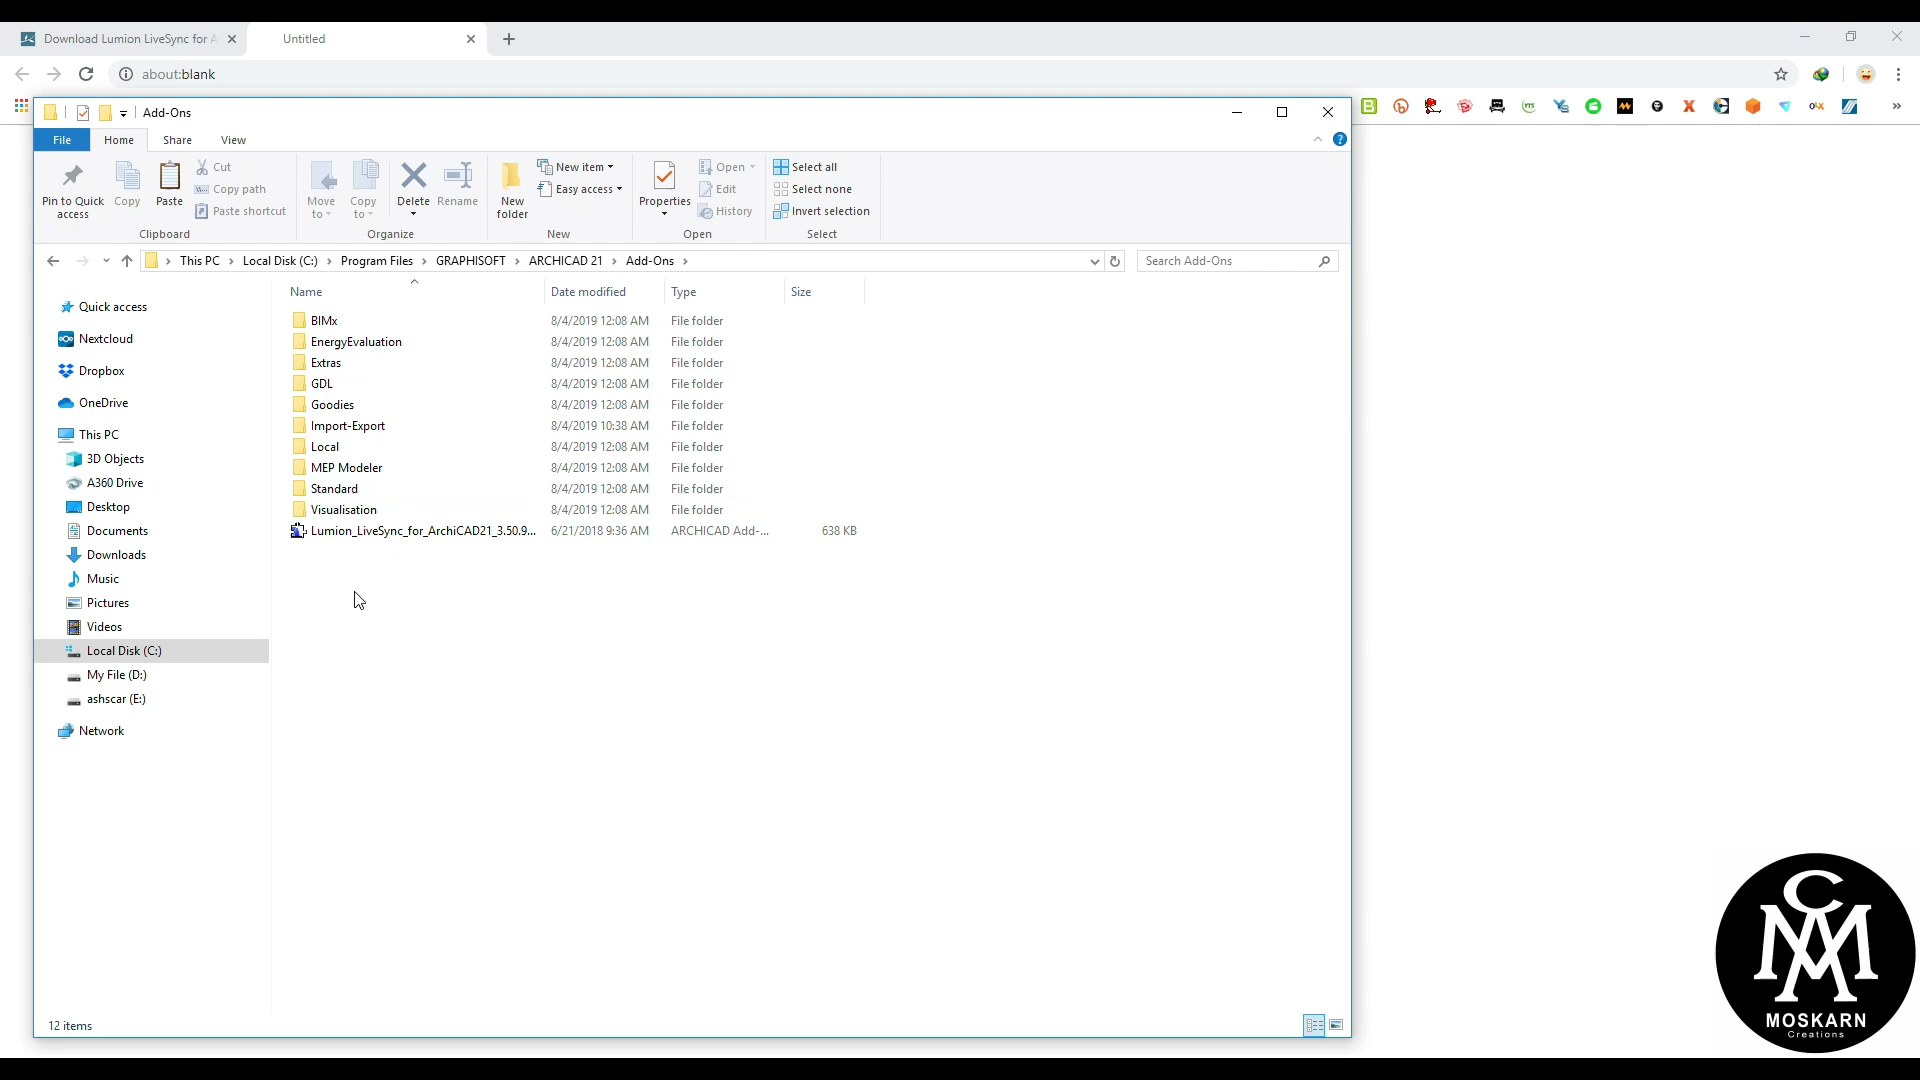 Download Lumion LiveSync for A
Untitled
about:blank
Add-Ons
File Home Share View
Pin to Quick access
Copy
Paste
Cut
Copy path
Paste shortcut
Clipboard
Move to
Copy to
Delete
Rename
Organize
New folder
New item
Easy access
New
Properties
Open
Edit
History
Open
Select all
Select none
Invert selection
Select
This PC > Local Disk (C:) > Program Files > GRAPHISOFT > ARCHICAD 21 > Add-Ons >
Search Add-Ons
Quick access
Nextcloud
Dropbox
OneDrive
This PC
3D Objects
A360 Drive
Desktop
Documents
Downloads
Music
Pictures
Videos
Local Disk (C:)
My File (D:)
ashscar (E:)
Network
Name Date modified Type Size
BIMx 8/4/2019 12:08 AM File folder
EnergyEvaluation 8/4/2019 12:08 AM File folder
Extras 8/4/2019 12:08 AM File folder
GDL 8/4/2019 12:08 AM File folder
Goodies 8/4/2019 12:08 AM File folder
Import-Export 8/4/2019 10:38 AM File folder
Local 8/4/2019 12:08 AM File folder
MEP Modeler 8/4/2019 12:08 AM File folder
Standard 8/4/2019 12:08 AM File folder
Visualisation 8/4/2019 12:08 AM File folder
Lumion_LiveSync_for_ArchiCAD21_3.50.9... 6/21/2018 9:36 AM ARCHICAD Add-... 638 KB
12 items
MOSKARN
Creations